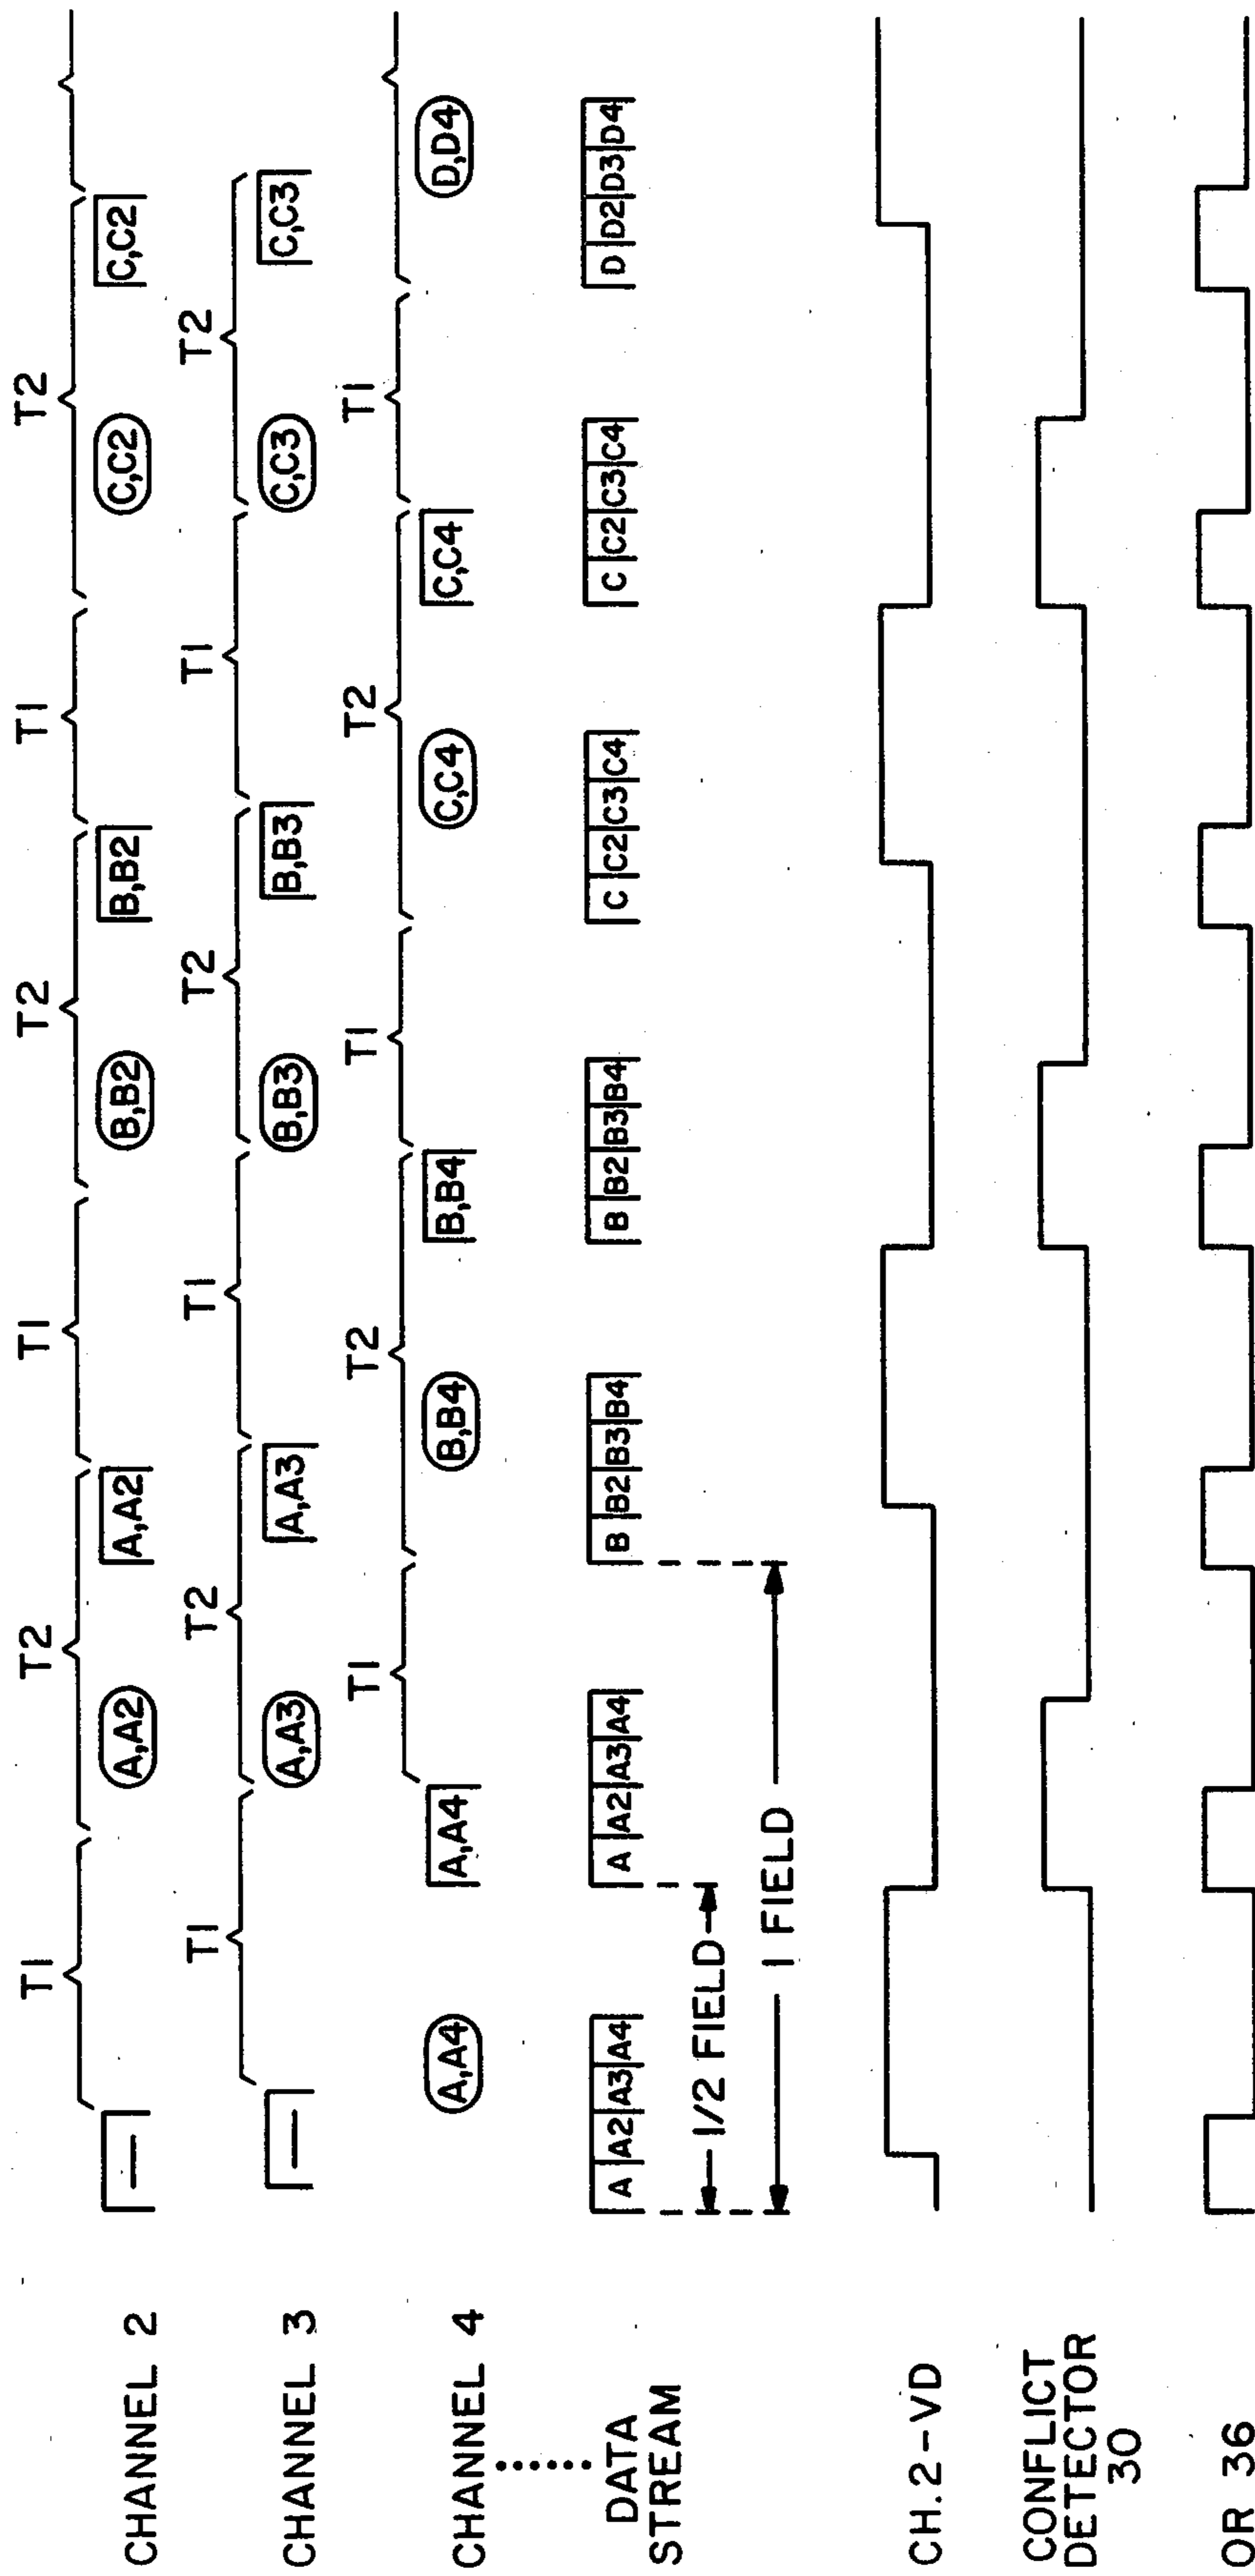 T1 T2 T1 T2 T1 T2
CHANNEL 2 — A,A2 A,A2 B,B2 B,B2 C,C2 C,C2
T1 T2 T1 T2 T1 T2
CHANNEL 3 — A,A3 A,A3 B,B3 B,B3 C,C3 C,C3
T1 T2 T1 T2 T1
CHANNEL 4 A,A4 A,A4 B,B4 B,B4 C,C4 C,C4 D,D4
DATA STREAM A A2 A3 A4 A A2 A3 A4 B B2 B3 B4 B B2 B3 B4 C C2 C3 C4 C C2 C3 C4 D D2 D3 D4
1/2 FIELD
1 FIELD
CH.2-VD
CONFLICT
DETECTOR
30
OR 36